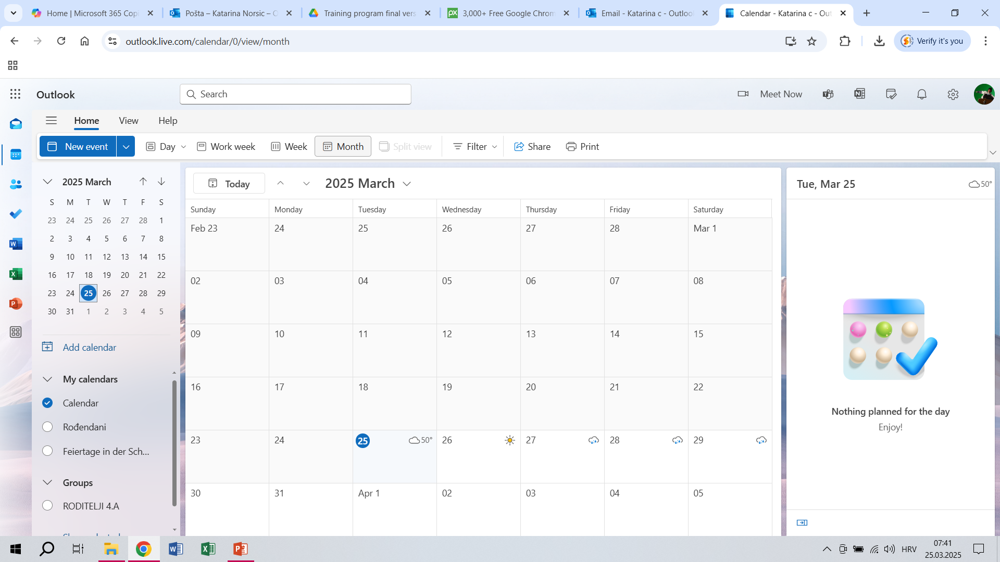 Home | Microsoft 365 Copi
Pošta – Katarina Norsic – O
Training program final vers
3,000+ Free Google Chrom
Email - Katarina c - Outlool
Calendar - Katarina c - Out
outlook.live.com/calendar/0/view/month
Verify it's you
Outlook
Search
Meet Now
Home
View
Help
New event
Day
Work week
Week
Month
Split view
Filter
Share
Print
2025 March
S M T W T F S
23 24 25 26 27 28 1
2 3 4 5 6 7 8
9 10 11 12 13 14 15
16 17 18 19 20 21 22
23 24 25 26 27 28 29
30 31 1 2 3 4 5
Add calendar
My calendars
Calendar
Rođendani
Feiertage in der Sch...
Groups
RODITELJI 4.A
Today
2025 March
Sunday Monday Tuesday Wednesday Thursday Friday Saturday
Feb 23 24 25 26 27 28 Mar 1
02 03 04 05 06 07 08
09 10 11 12 13 14 15
16 17 18 19 20 21 22
23 24 25 50° 26 27 28 29
30 31 Apr 1 02 03 04 05
Tue, Mar 25
50°
Nothing planned for the day
Enjoy!
HRV
07:41
25.03.2025